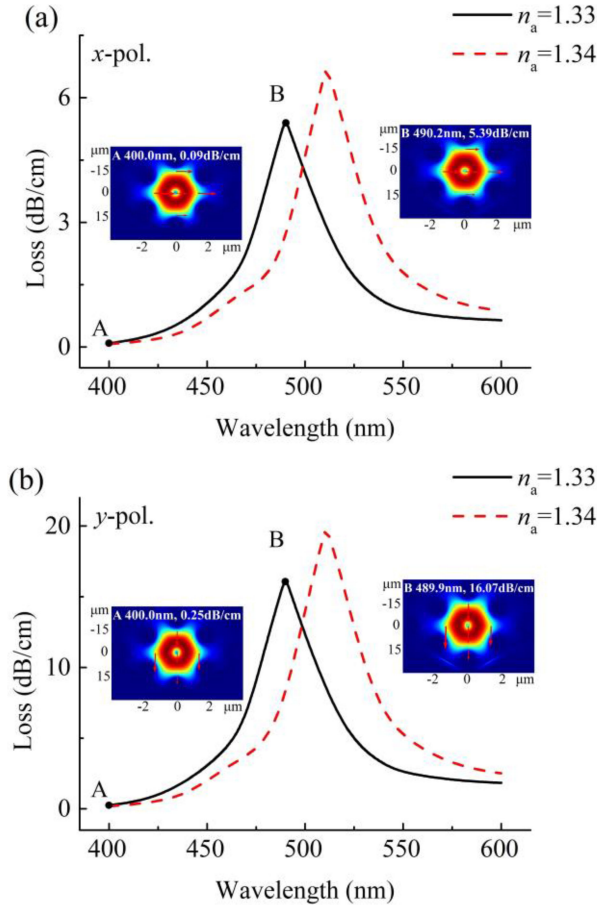 (a)
x-pol.
nₐ=1.33
nₐ=1.34
B
A
μm
-15
0
15
A 400.0nm, 0.09dB/cm
-2 0 2 μm
-15
0
15
μm
B 490.2nm, 5.39dB/cm
-2 0 2 μm
Loss (dB/cm)
6
3
0
400 450 500 550 600
Wavelength (nm)
(b)
y-pol.
nₐ=1.33
nₐ=1.34
B
A
μm
-15
0
15
A 400.0nm, 0.25dB/cm
-2 0 2 μm
μm
-15
0
15
B 489.9nm, 16.07dB/cm
-2 0 2 μm
Loss (dB/cm)
20
10
0
400 450 500 550 600
Wavelength (nm)